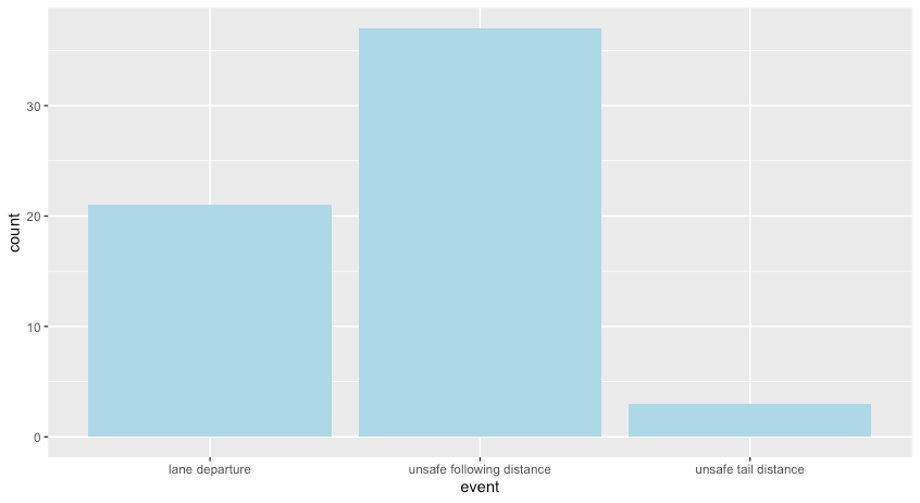 30
20
10
0
count
lane departure
unsafe following distance
unsafe tail distance
event